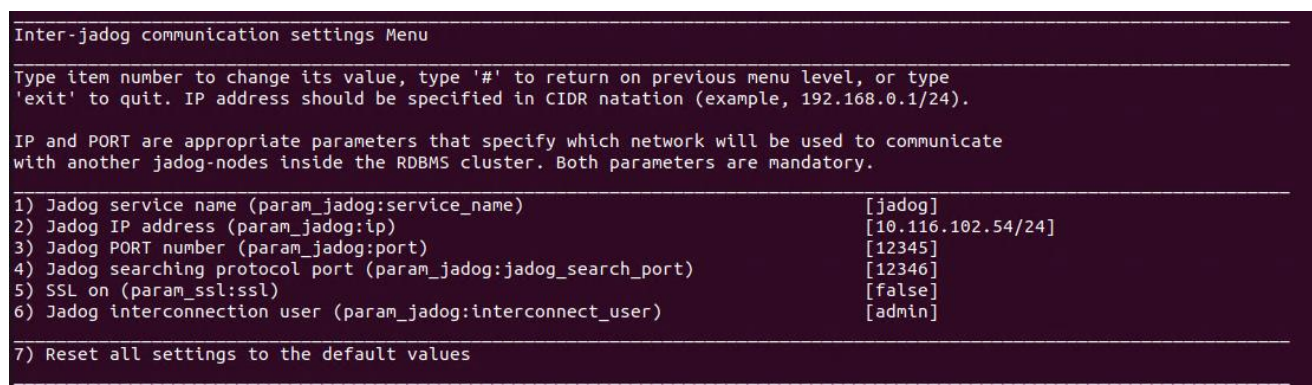 Inter-jadog communication settings Menu
Type item number to change its value, type '#' to return on previous menu level, or type
'exit' to quit. IP address should be specified in CIDR natation (example, 192.168.0.1/24).
IP and PORT are appropriate parameters that specify which network will be used to communicate
with another jadog-nodes inside the RDBMS cluster. Both parameters are mandatory.
1) Jadog service name (param_jadog:service_name) [jadog]
2) Jadog IP address (param_jadog:ip) [10.116.102.54/24]
3) Jadog PORT number (param_jadog:port) [12345]
4) Jadog searching protocol port (param_jadog:jadog_search_port) [12346]
5) SSL on (param_ssl:ssl) [false]
6) Jadog interconnection user (param_jadog:interconnect_user) [admin]
7) Reset all settings to the default values